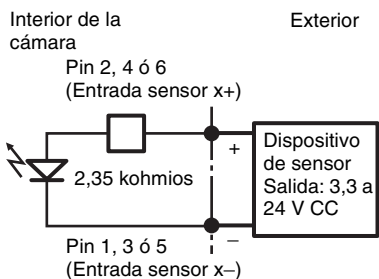 Interior de la
cámara
Exterior
Pin 2, 4 ó 6
(Entrada sensor x+)
+
Dispositivo
de sensor
Salida: 3,3 a
24 V CC
2,35 kohmios
–
Pin 1, 3 ó 5
(Entrada sensor x–)